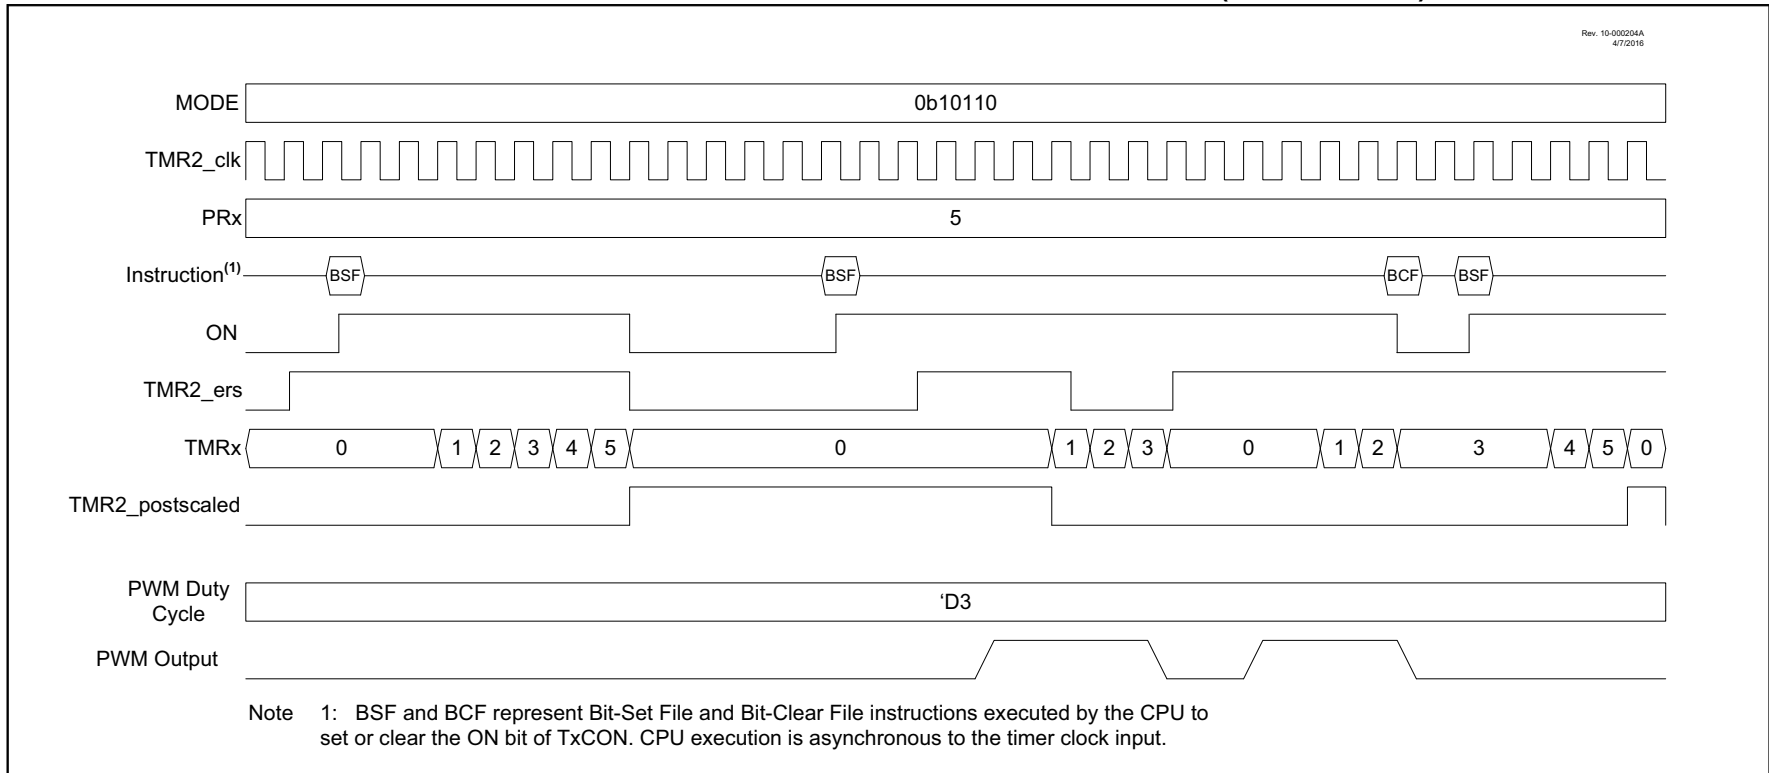 Rev. 10-000204A
4/7/2016
MODE 0b10110
TMR2_clk
PRx 5
Instruction(1) BSF BSF BCF BSF
ON
TMR2_ers
TMRx 0 1 2 3 4 5 0 1 2 3 0 1 2 3 4 5 0
TMR2_postscaled
PWM Duty
Cycle ‘D3
PWM Output
Note 1: BSF and BCF represent Bit-Set File and Bit-Clear File instructions executed by the CPU to
set or clear the ON bit of TxCON. CPU execution is asynchronous to the timer clock input.